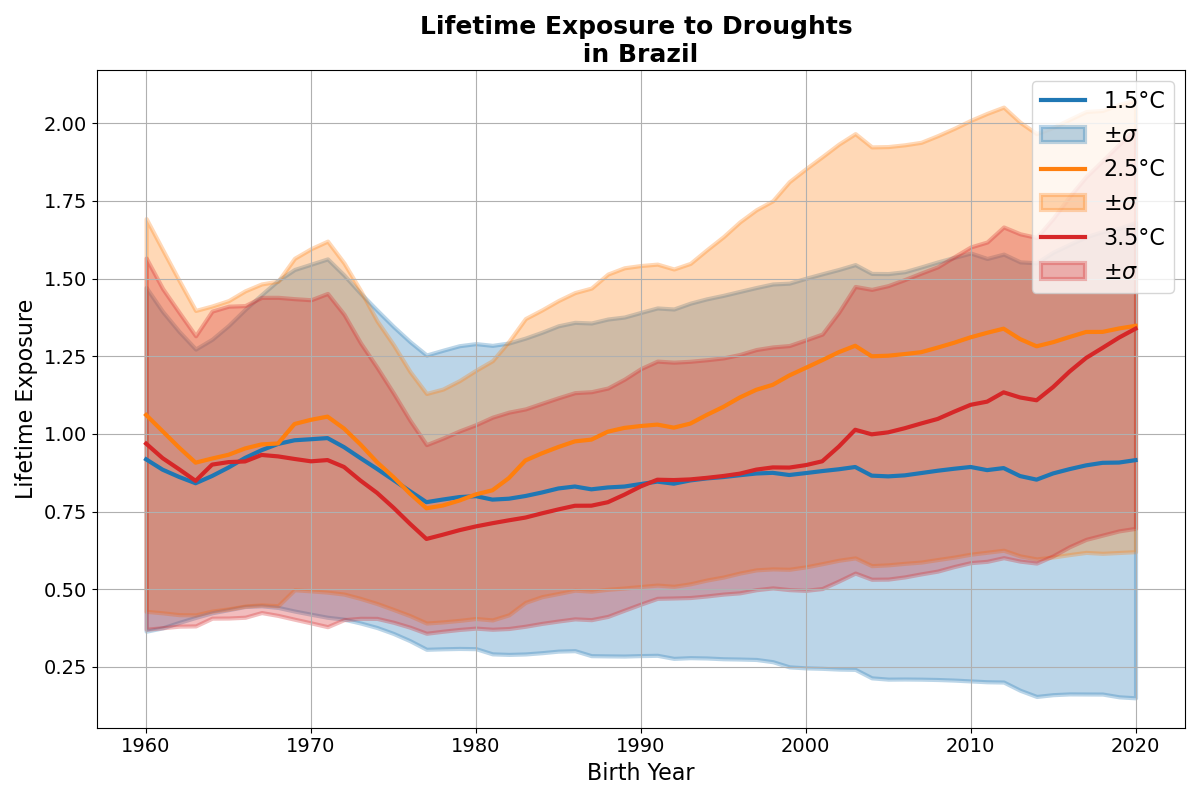 Lifetime Exposure to Droughts
in Brazil
Lifetime Exposure
2.00
1.75
1.50
1.25
1.00
0.75
0.50
0.25
1.5°C
±σ
2.5°C
±σ
3.5°C
±σ
1960 1970 1980 1990 2000 2010 2020
Birth Year